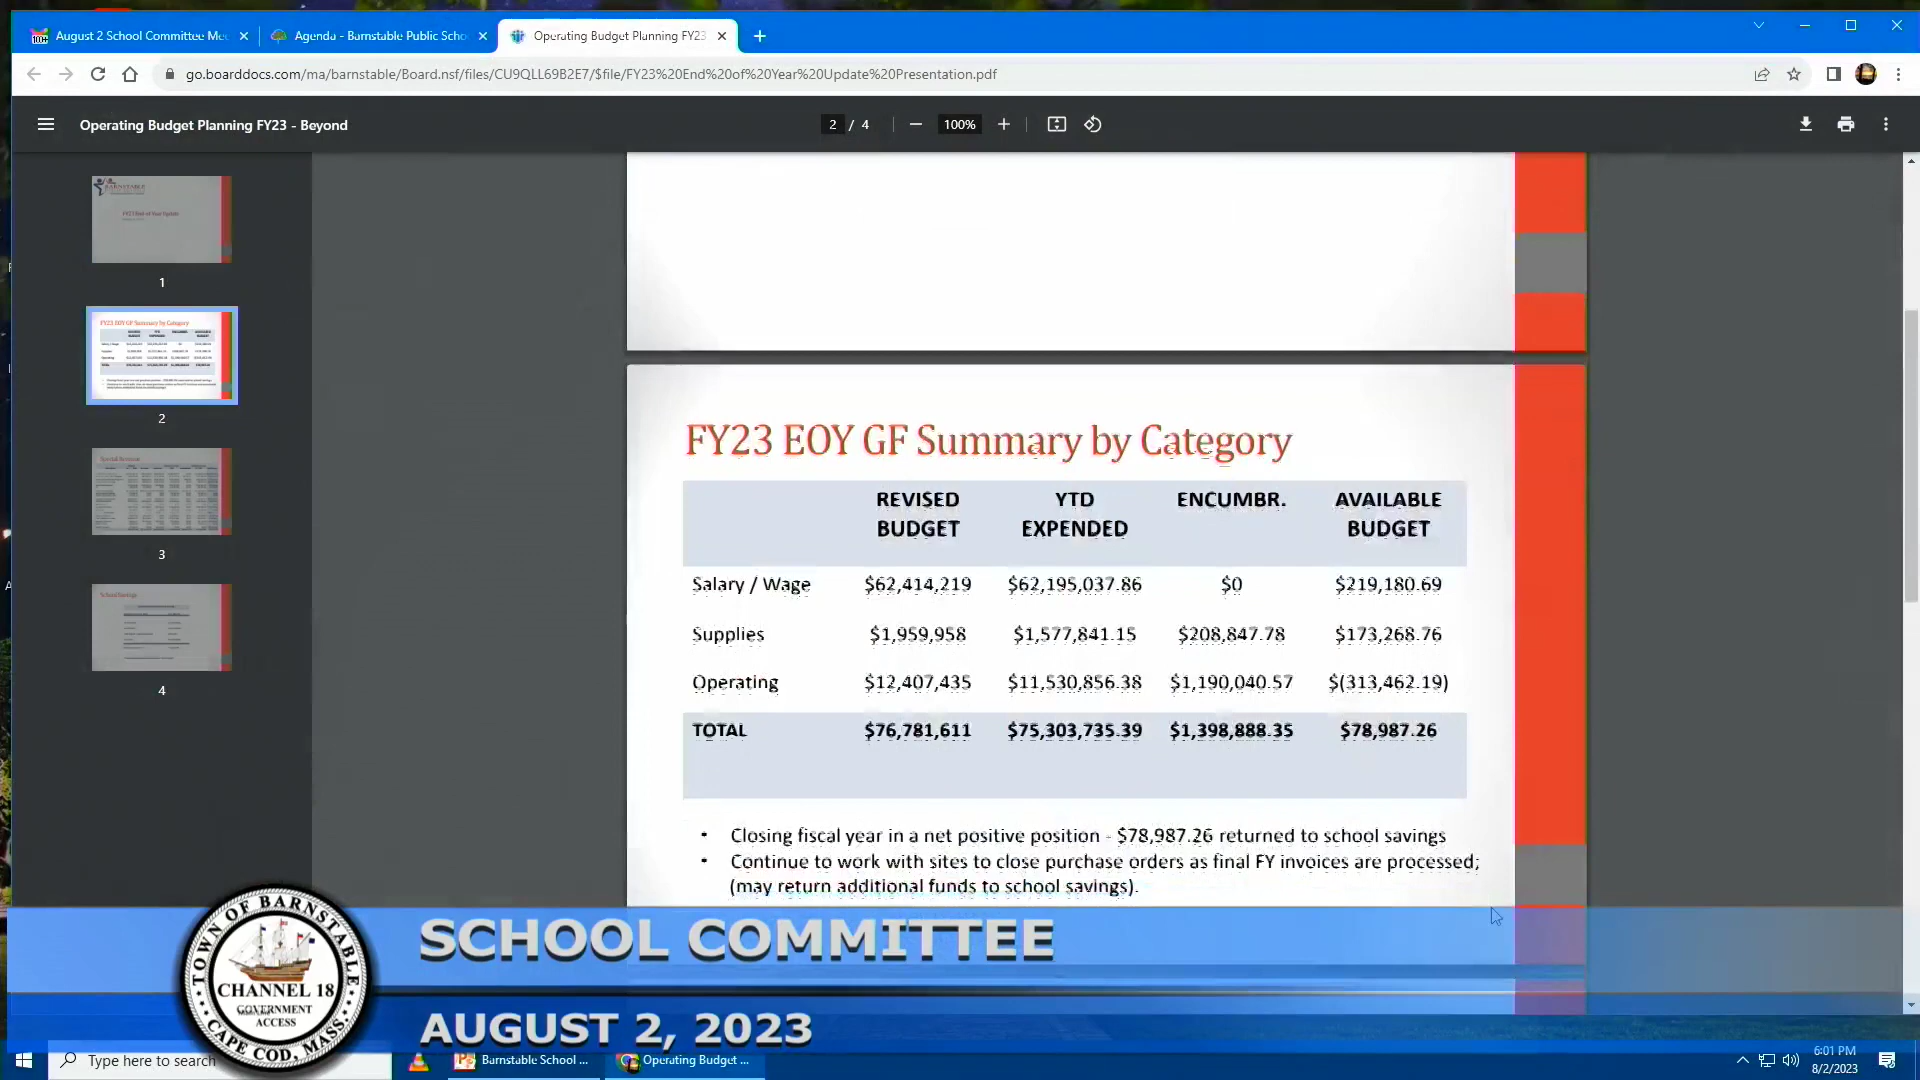 August 2 School Committee Me
Agenda - Barnstable Public Scho
Operating Budget Planning FY23
go.boarddocs.com/ma/barnstable/Board.nsf/files/CU9QLL69B2E7/$file/FY23%20End%20of%20Year%20Update%20Presentation.pdf
Operating Budget Planning FY23 - Beyond
2 / 4
100%
1
2
3
4
FY23 EOY GF Summary by Category
REVISED BUDGET YTD EXPENDED ENCUMBR. AVAILABLE BUDGET
Salary / Wage $62,414,219 $62,195,037.86 $0 $219,180.69
Supplies $1,959,958 $1,577,841.15 $208,847.78 $173,268.76
Operating $12,407,435 $11,530,856.38 $1,190,040.57 $(313,462.19)
TOTAL $76,781,611 $75,303,735.39 $1,398,888.35 $78,987.26
• Closing fiscal year in a net positive position - $78,987.26 returned to school savings
• Continue to work with sites to close purchase orders as final FY invoices are processed;
(may return additional funds to school savings).
TOWN OF BARNSTABLE
CHANNEL 18
GOVERNMENT
ACCESS
CAPE COD, MASS.
SCHOOL COMMITTEE
AUGUST 2, 2023
Type here to search
Barnstable School ...
Operating Budget ...
6:01 PM
8/2/2023